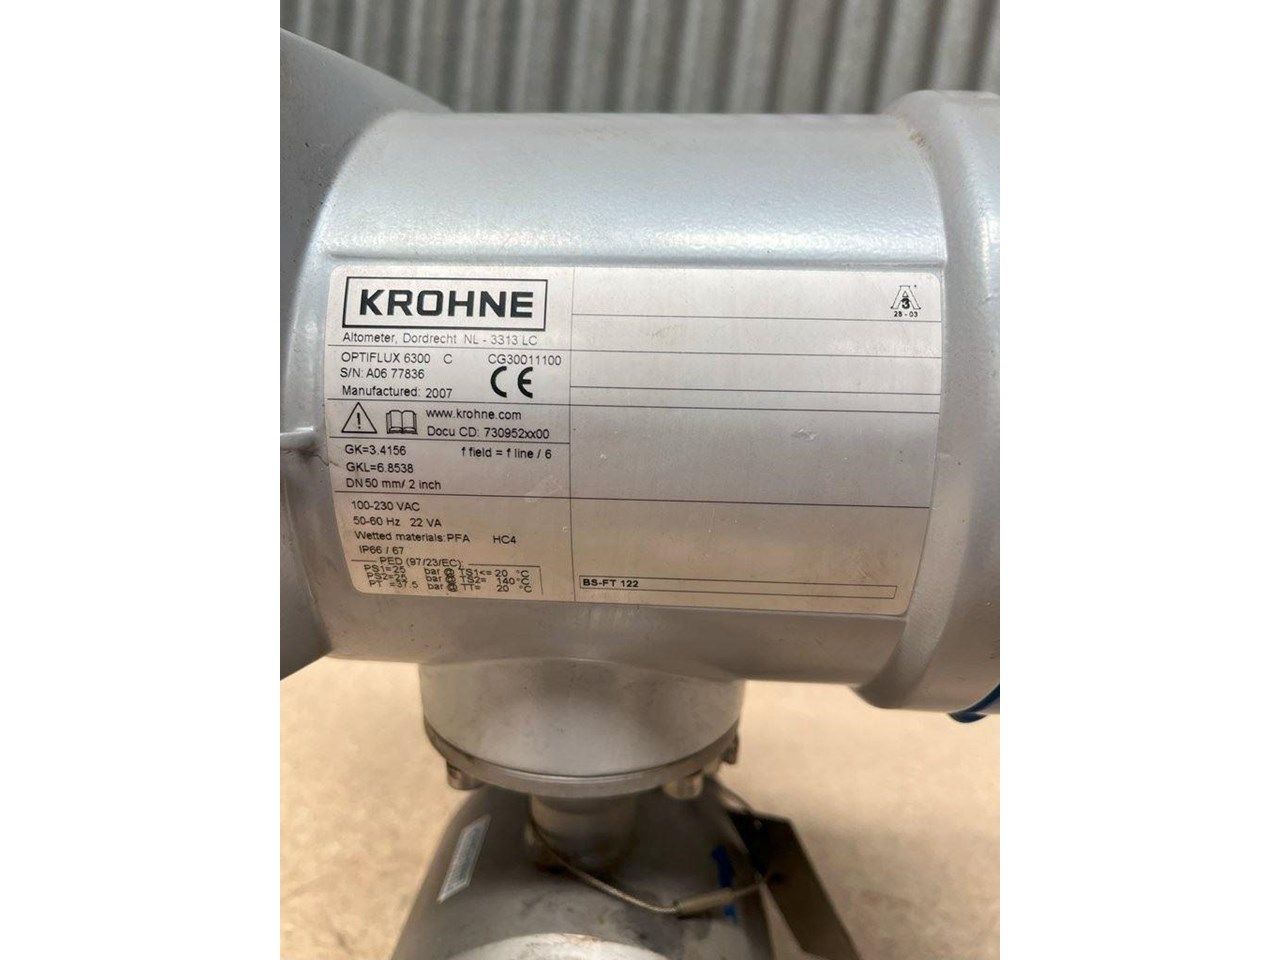 KROHNE
Altometer, Dordrecht NL - 3313 LC
OPTIFLUX 6300 C CG30011100
S/N: A06 77836
Manufactured: 2007
CE
www.krohne.com
Docu CD: 730952xx00
GK=3.4156 f field = f line / 6
GKL=6.8538
DN 50 mm/ 2 inch
100-230 VAC
50-60 Hz 22 VA
Wetted materials: PFA HC4
IP66 / 67
PED (97/23/EC):
PS1=25 bar @ TS1<= 20 °C
PS2=25 bar @ TS2= 140 °C
PT =37.5 bar @ TT= 20 °C
3
28 - 03
BS-FT 122